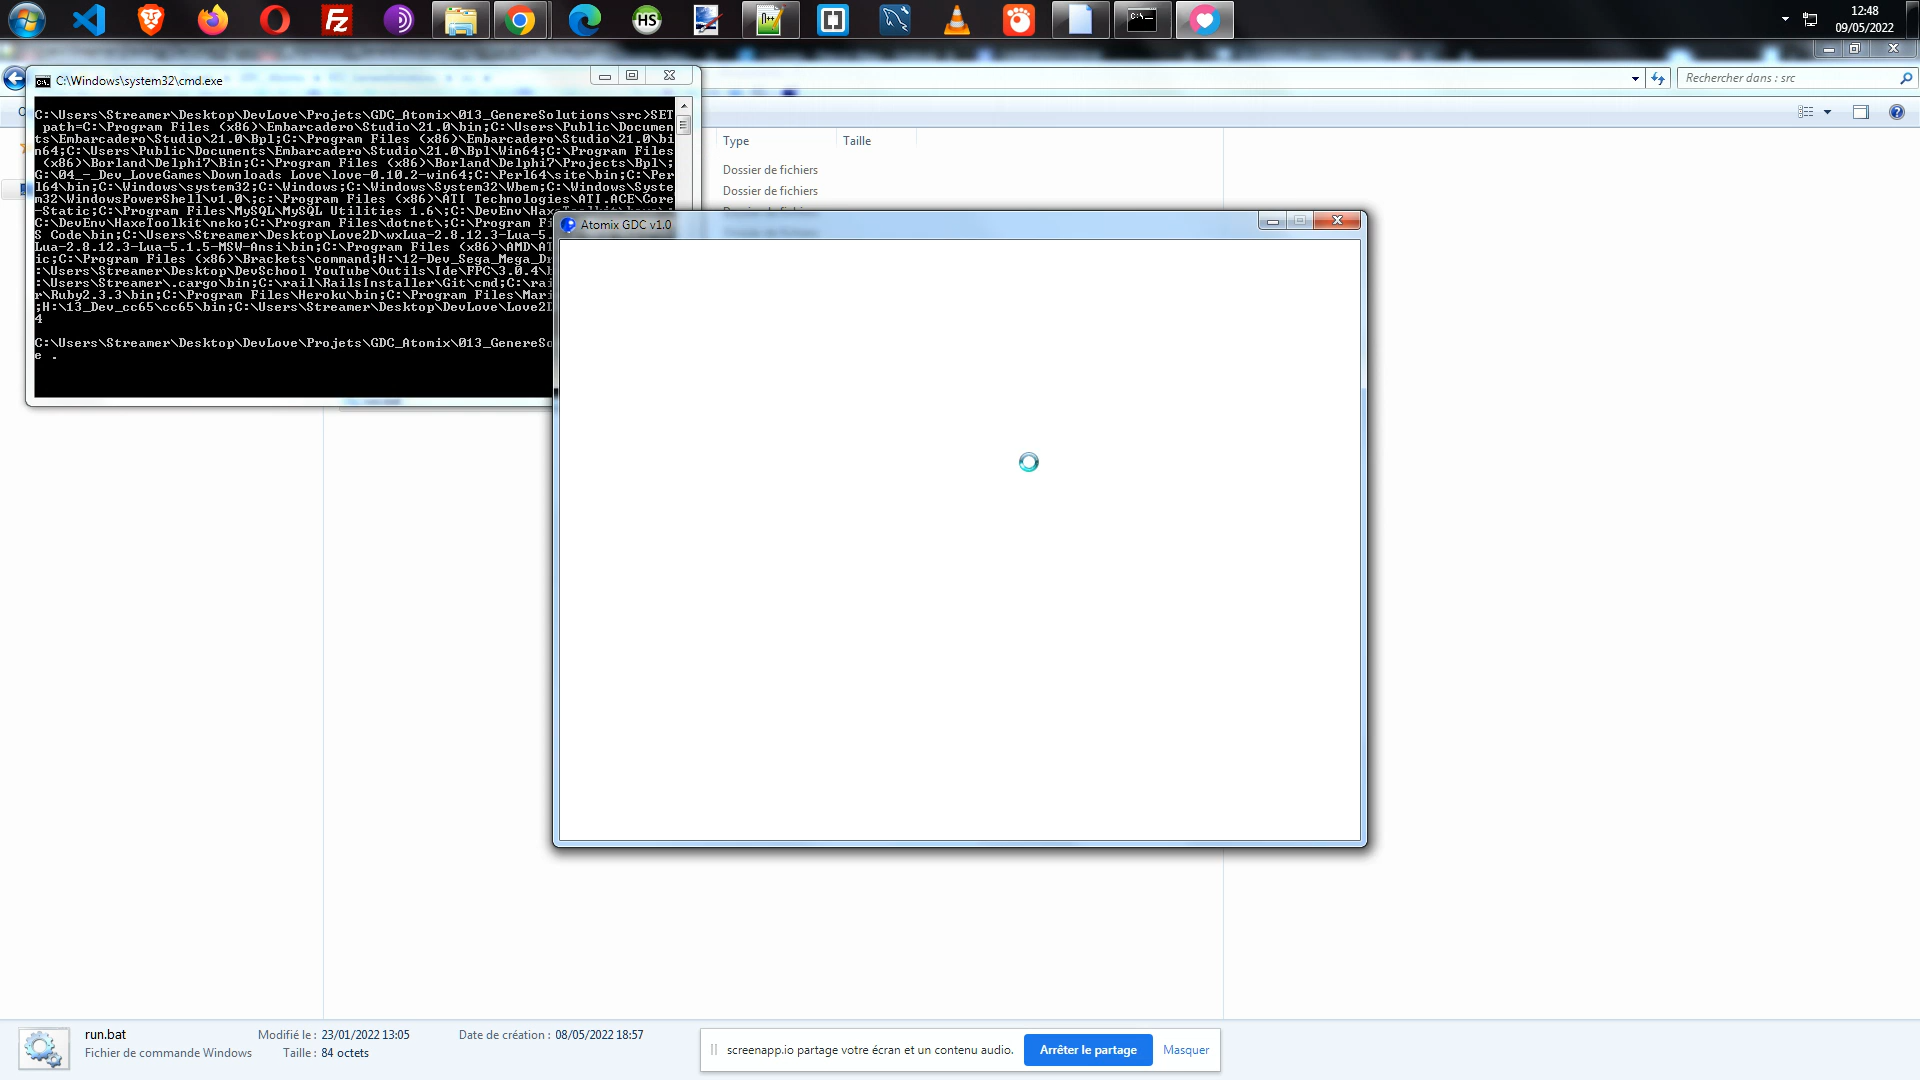 12:48
09/05/2022
C:\Windows\system32\cmd.exe
Rechercher dans : src
C:\Users\Streamer\Desktop\DevLove\Projets\GDC_Atomix\013_GenereSolutions\src>SET
path=C:\Program Files (x86)\Embarcadero\Studio\21.0\bin;C:\Users\Public\Documen
ts\Embarcadero\Studio\21.0\Bpl;C:\Program Files (x86)\Embarcadero\Studio\21.0\bi
n64;C:\Users\Public\Documents\Embarcadero\Studio\21.0\Bpl\Win64;C:\Program Files
(x86)\Borland\Delphi7\Bin;C:\Program Files (x86)\Borland\Delphi7\Projects\Bpl\;
G:\04_-_Dev_LoveGames\Downloads Love\love-0.10.2-win64;C:\Perl64\site\bin;C:\Per
l64\bin;C:\Windows\system32;C:\Windows;C:\Windows\System32\Wbem;C:\Windows\Syste
m32\WindowsPowerShell\v1.0\;c:\Program Files (x86)\ATI Technologies\ATI.ACE\Core
-Static;C:\Program Files\MySQL\MySQL Utilities 1.6\;C:\DevEnv\Haxe
C:\DevEnv\HaxeToolkit\neko;C:\Program Files\dotnet\;C:\Program Fi
S Code\bin;C:\Users\Streamer\Desktop\Love2D\wxLua-2.8.12.3-Lua-5.
Lua-2.8.12.3-Lua-5.1.5-MSW-Ansi\bin;C:\Program Files (x86)\AMD\AT
ic;C:\Program Files (x86)\Brackets\command;H:\12-Dev_Sega_Mega_Dr
:\Users\Streamer\Desktop\DevSchool YouTube\Outils\Ide\FPC\3.0.4\b
:\Users\Streamer\.cargo\bin;C:\rail\RailsInstaller\Git\cmd;C:\rai
r\Ruby2.3.3\bin;C:\Program Files\Heroku\bin;C:\Program Files\Mari
;H:\13_Dev_cc65\cc65\bin;C:\Users\Streamer\Desktop\DevLove\Love2D
4
C:\Users\Streamer\Desktop\DevLove\Projets\GDC_Atomix\013_GenereSo
e .
Type Taille
Dossier de fichiers
Dossier de fichiers
Atomix GDC v1.0
run.bat Modifié le : 23/01/2022 13:05 Date de création : 08/05/2022 18:57
Fichier de commande Windows Taille : 84 octets
screenapp.io partage votre écran et un contenu audio. Arrêter le partage Masquer